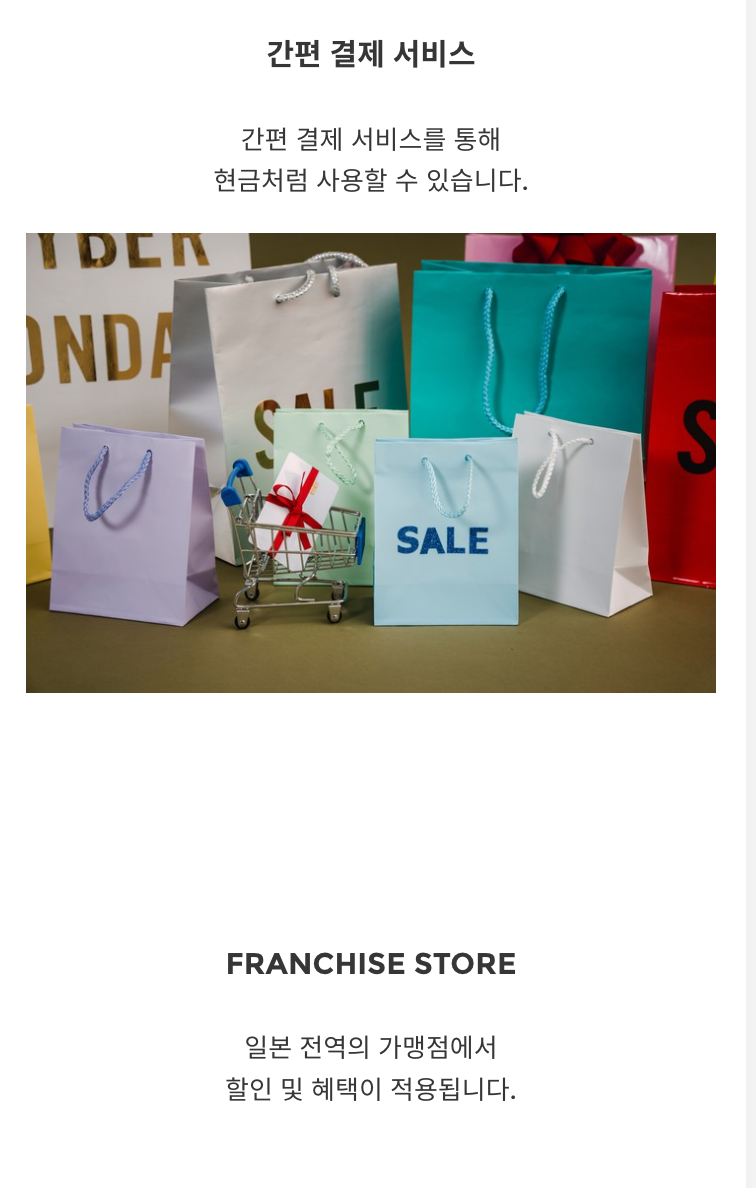 간편 결제 서비스
간편 결제 서비스를 통해
현금처럼 사용할 수 있습니다.
SALE
SALE
FRANCHISE STORE
일본 전역의 가맹점에서
할인 및 혜택이 적용됩니다.